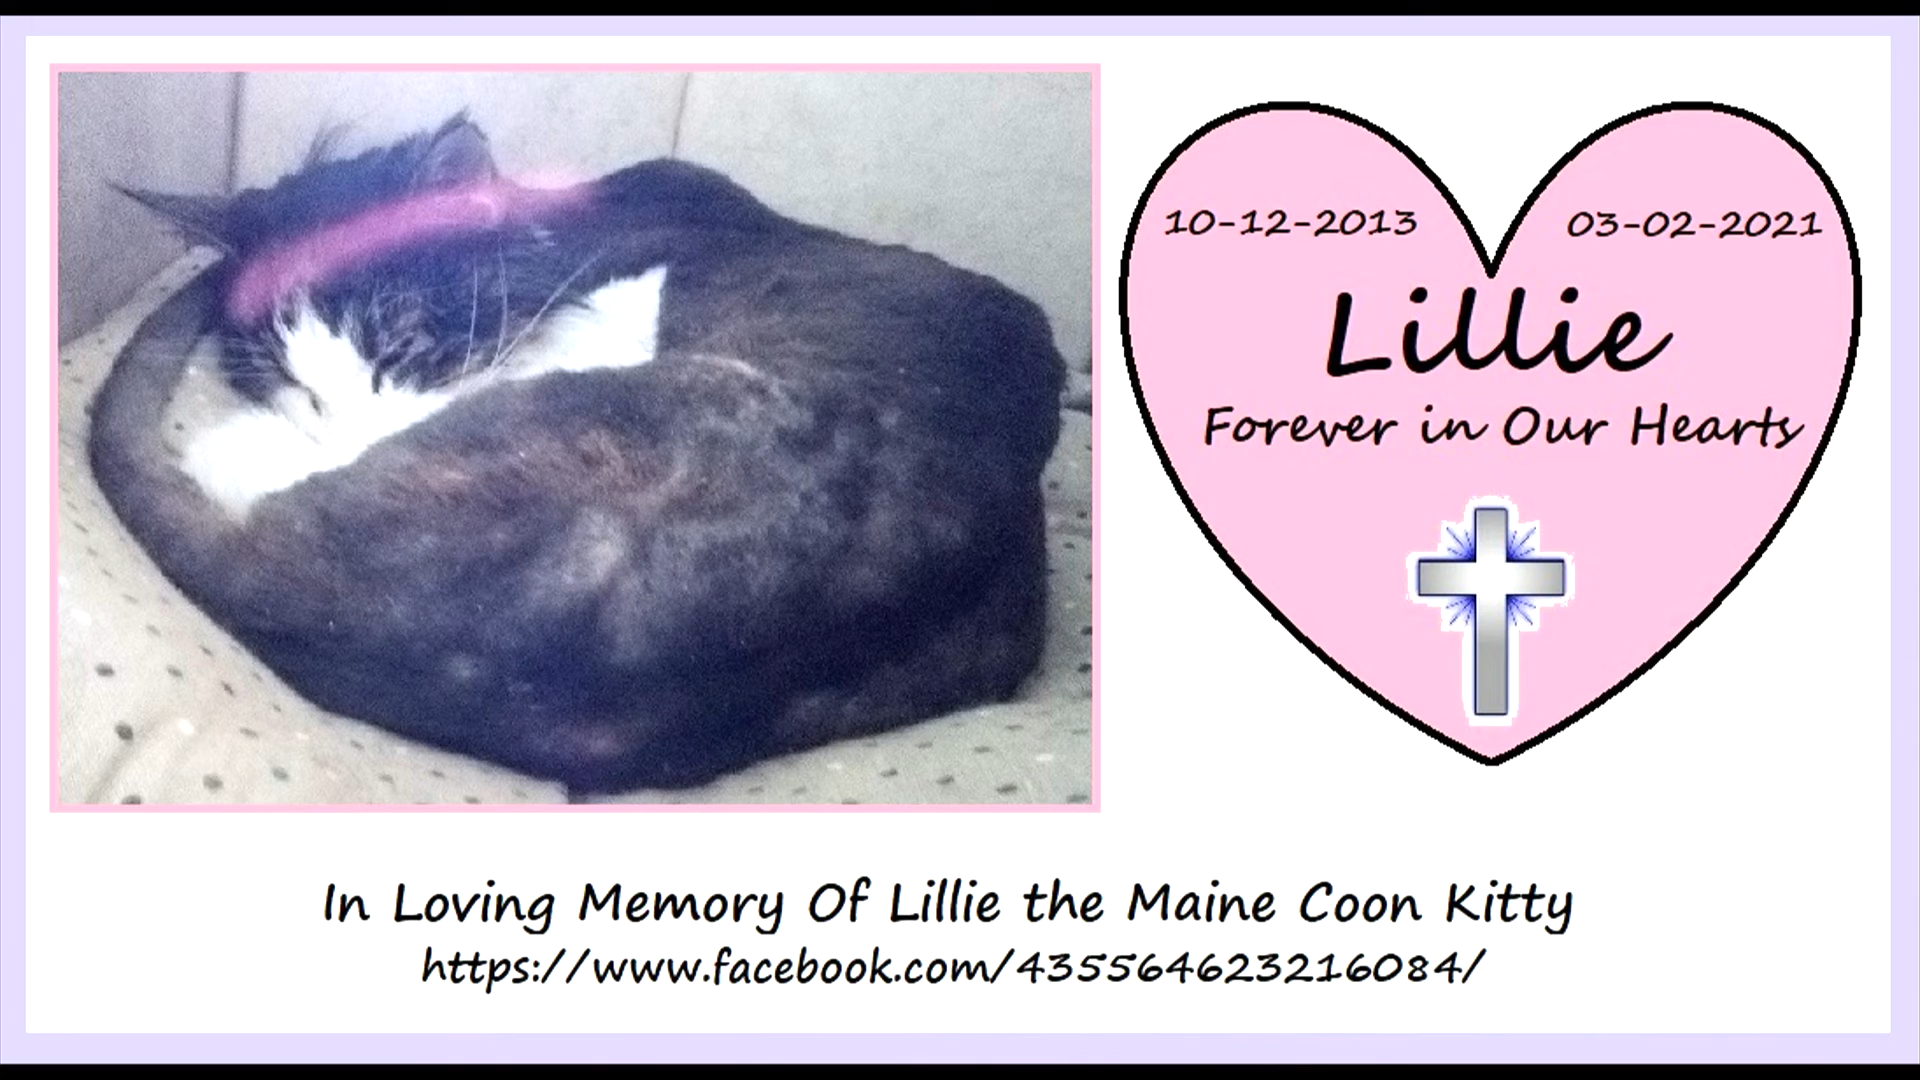 10-12-2013 03-02-2021
Lillie
Forever in Our Hearts
In Loving Memory Of Lillie the Maine Coon Kitty
https://www.facebook.com/435564623216084/